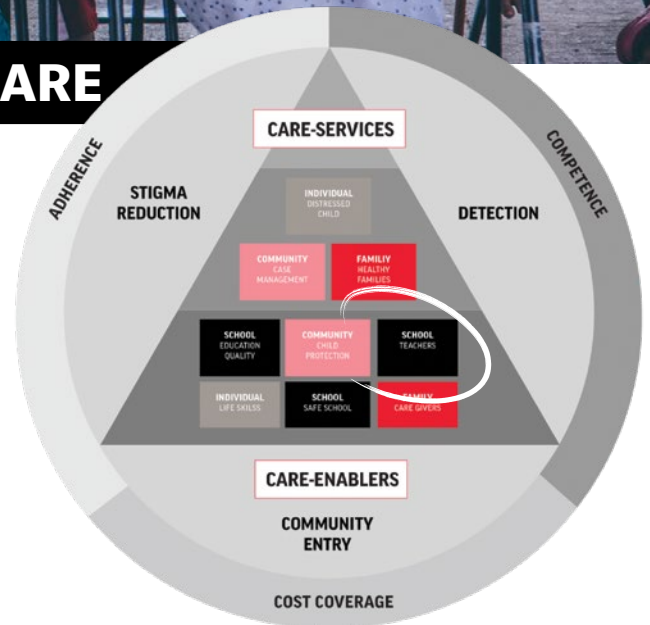 ARE
CARE-SERVICES
ADHERENCE
COMPETENCE
STIGMA
REDUCTION
DETECTION
INDIVIDUAL
DISTRESSED
CHILD
COMMUNITY
CASE
MANAGEMENT
FAMILIY
HEALTHY
FAMILIES
SCHOOL
EDUCATION
QUALITY
COMMUNITY
CHILD
PROTECTION
SCHOOL
TEACHERS
INDIVIDUAL
LIFE SKILSS
SCHOOL
SAFE SCHOOL
FAMILY
CARE GIVERS
CARE-ENABLERS
COMMUNITY
ENTRY
COST COVERAGE